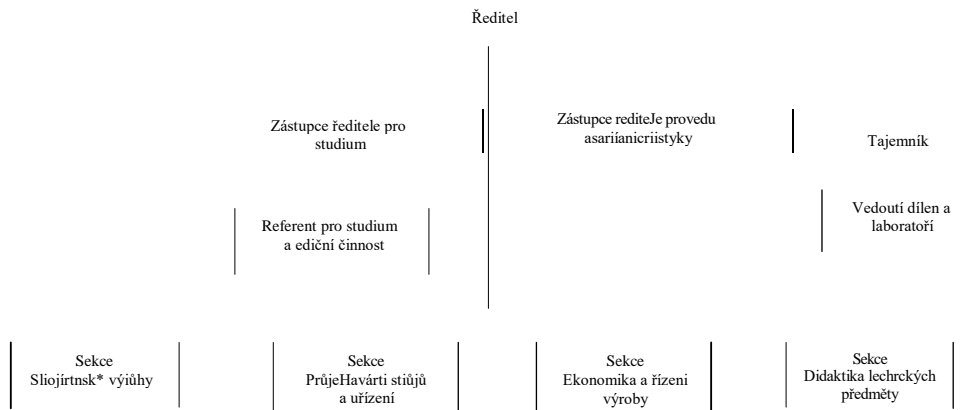 Ředitel
Zástupce ředitele pro
studium
Zástupce rediteJe provedu
asariíanicriistyky
Tajemník
Referent pro studium
a ediční činnost
Vedoutí dílen a
laboratoří
Sekce
Sliojírtnsk* výiůhy
Sekce
PrůjeHavárti stiůjů
a uřízení
Sekce
Ekonomika a řízeni
výroby
Sekce
Didaktika lechrckých
předměty